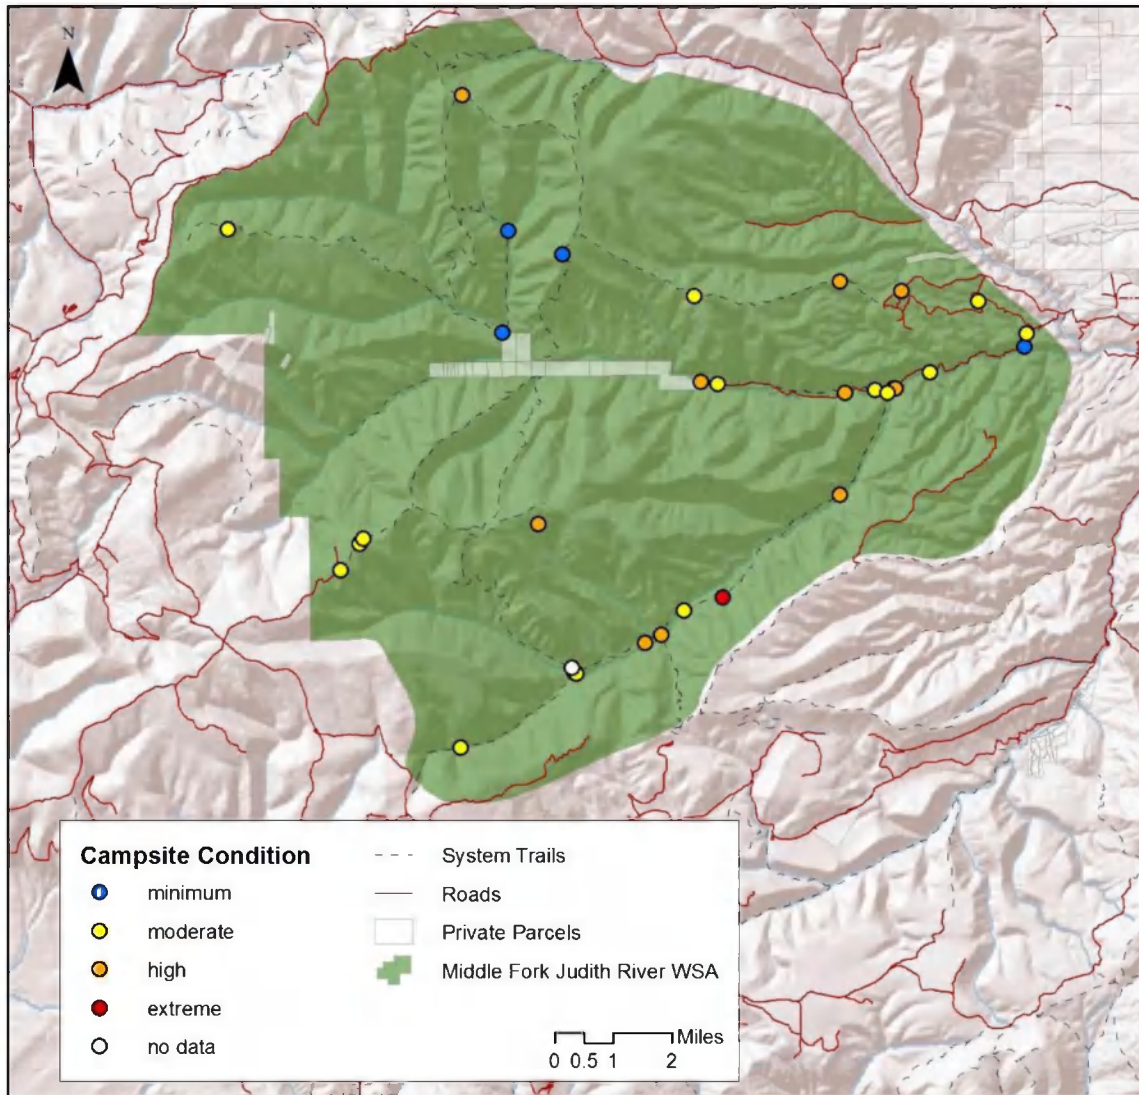 N
Campsite Condition
minimum
moderate
high
extreme
no data
System Trails
Roads
Private Parcels
Middle Fork Judith River WSA
Miles
0 0.5 1 2